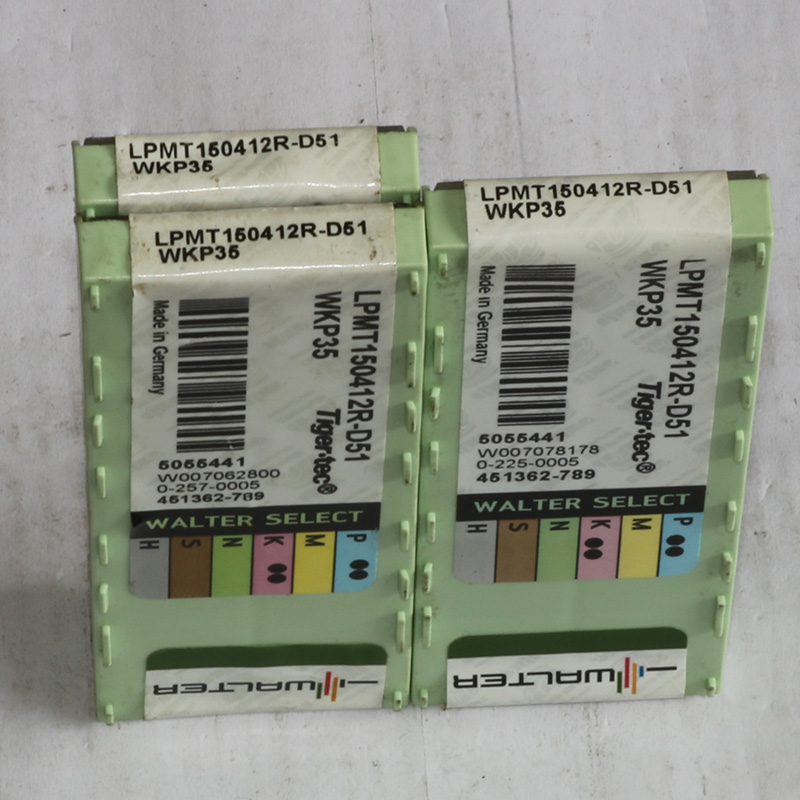 LPMT150412R-D51
WKP35
LPMT150412R-D51
WKP35
Made in Germany
LPMT150412R-D51
WKP35 Tiger·tec®
5055441
W007062800
0-257-0005
451362-789
WALTER SELECT
H S N K M P
WALTER
LPMT150412R-D51
WKP35
Made in Germany
LPMT150412R-D51
WKP35 Tiger·tec®
5055441
W007078178
0-225-0005
451362-789
WALTER SELECT
H S N K M P
WALTER